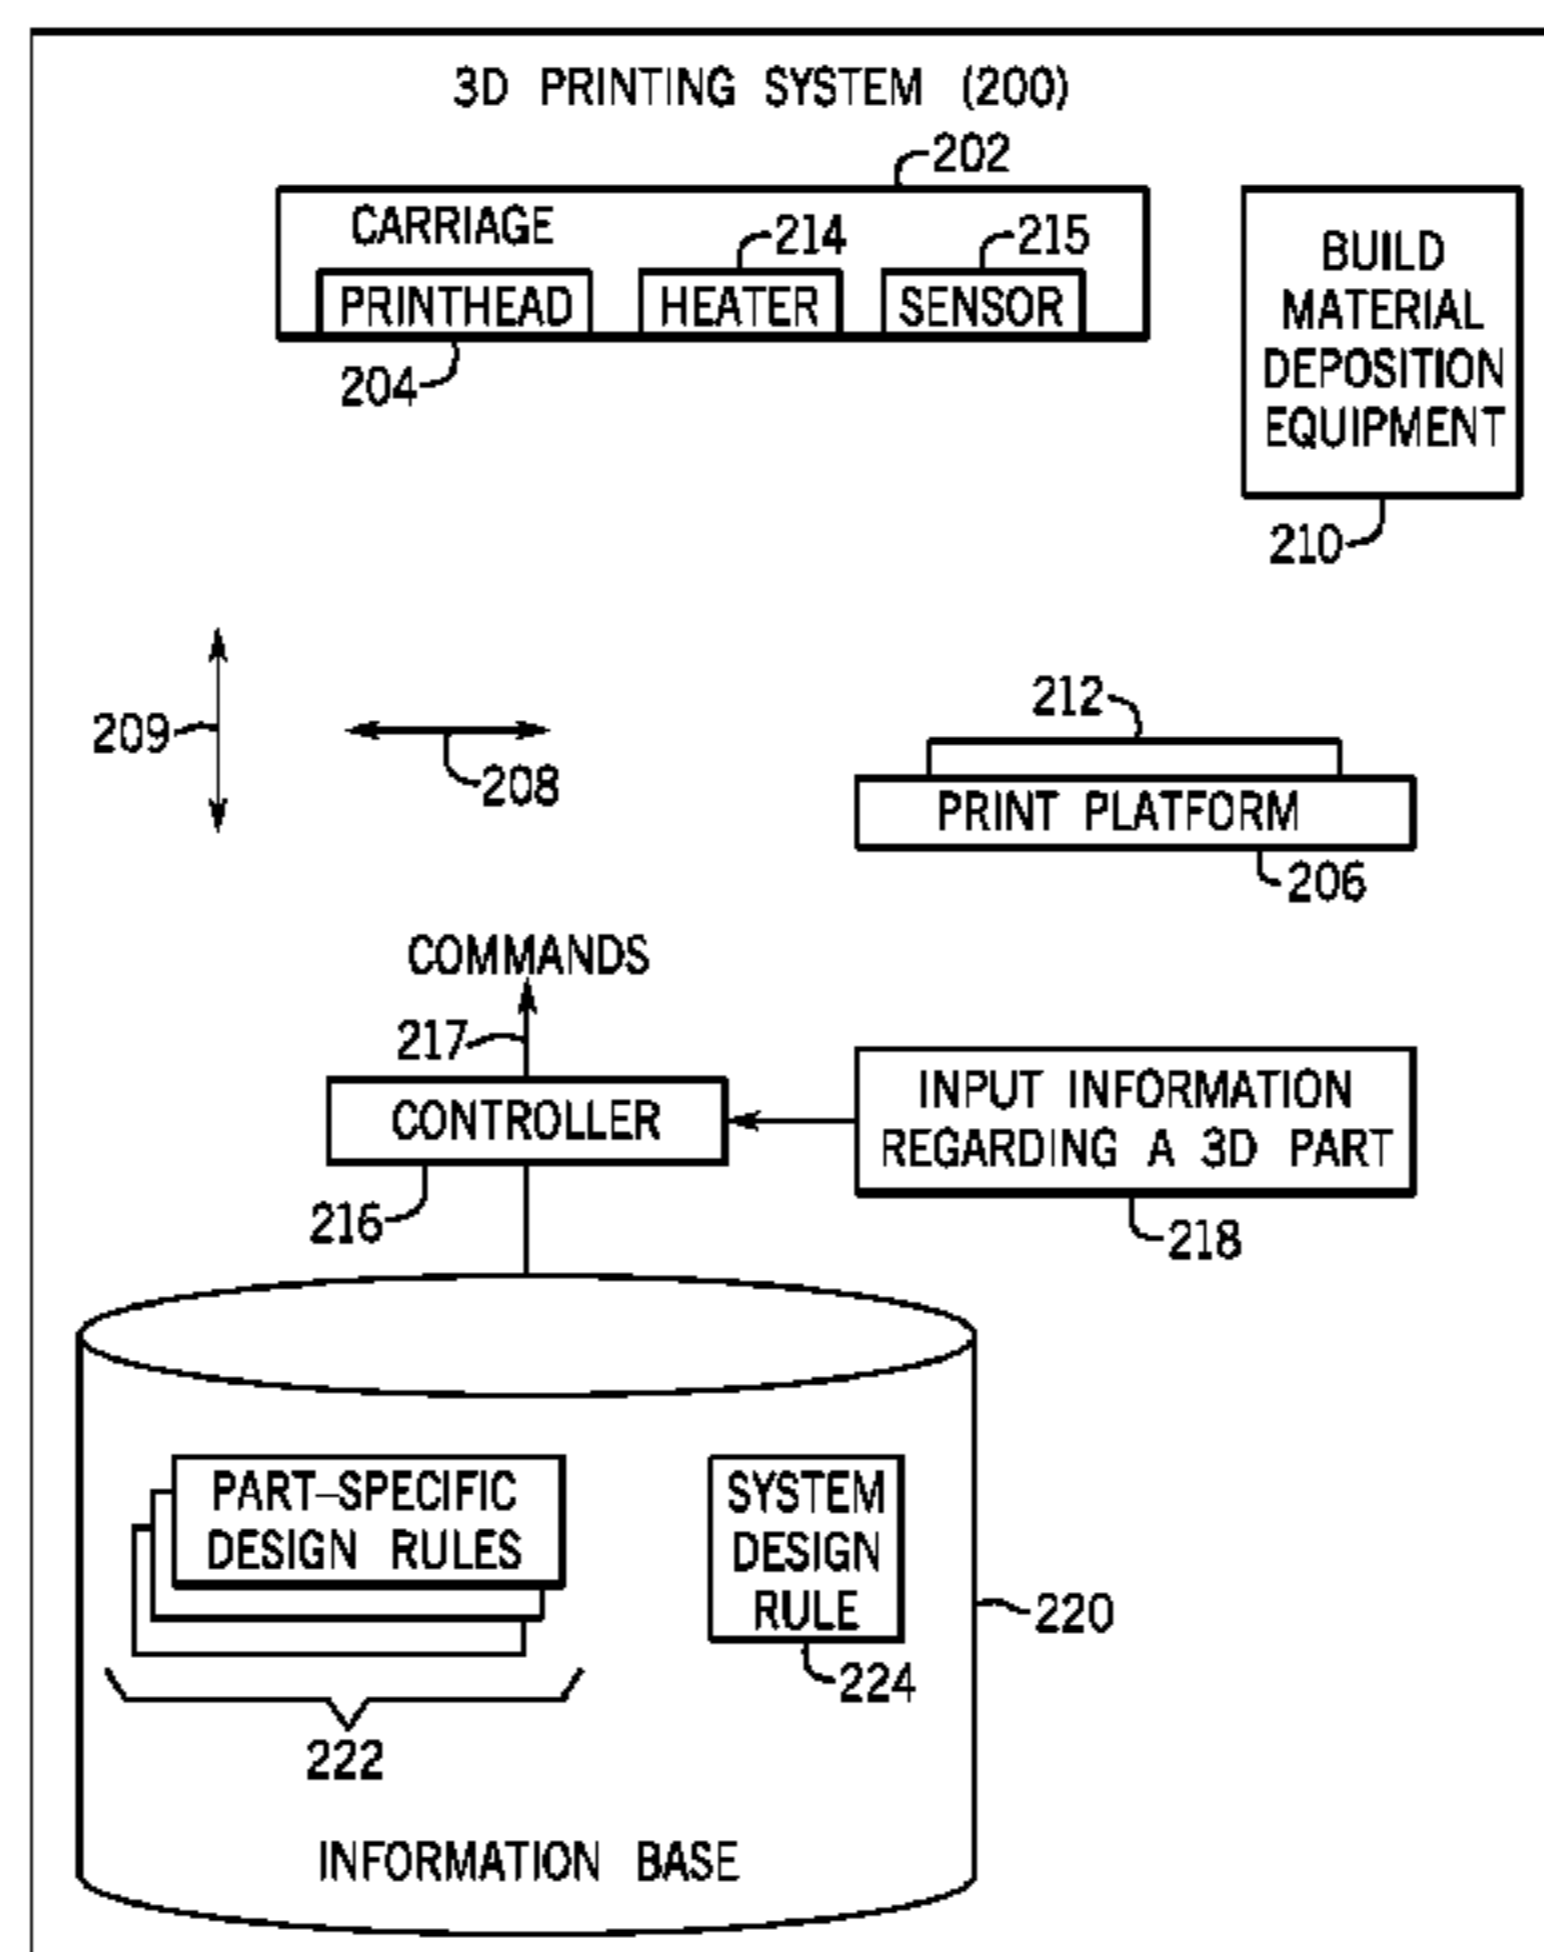 3D PRINTING SYSTEM (200)
202
CARRIAGE
214
215
PRINTHEAD
HEATER
SENSOR
204
BUILD
MATERIAL
DEPOSITION
EQUIPMENT
210
209
208
212
PRINT PLATFORM
206
COMMANDS
217
CONTROLLER
216
INPUT INFORMATION
REGARDING A 3D PART
218
PART-SPECIFIC
DESIGN RULES
222
SYSTEM
DESIGN
RULE
224
220
INFORMATION BASE